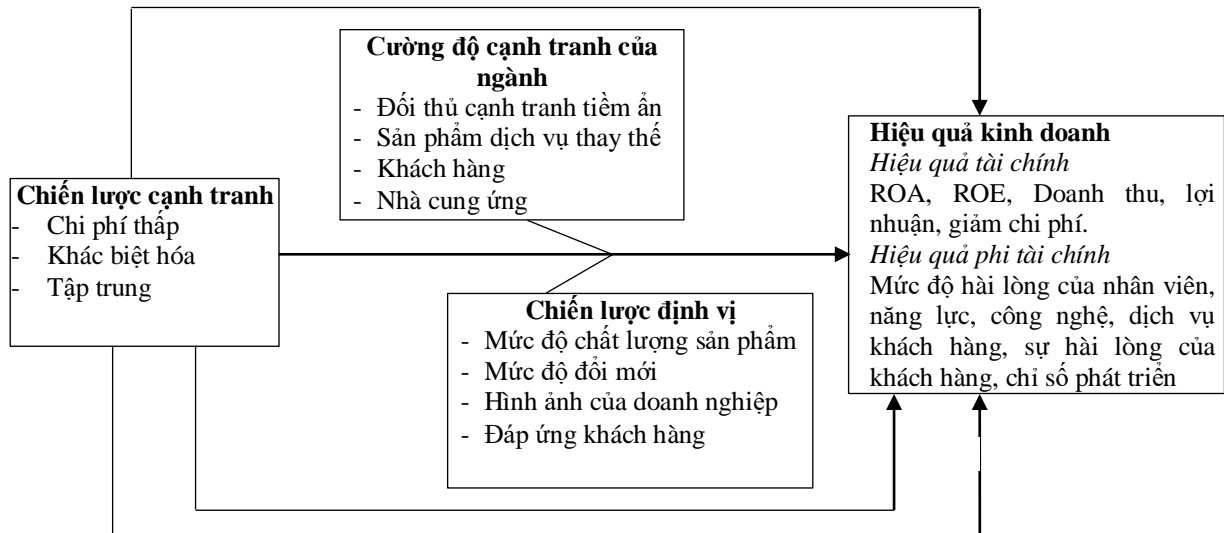 Cường độ cạnh tranh của
ngành
- Đối thủ cạnh tranh tiềm ẩn
- Sản phẩm dịch vụ thay thế
- Khách hàng
- Nhà cung ứng
Chiến lược cạnh tranh
- Chi phí thấp
- Khác biệt hóa
- Tập trung
Chiến lược định vị
- Mức độ chất lượng sản phẩm
- Mức độ đổi mới
- Hình ảnh của doanh nghiệp
- Đáp ứng khách hàng
Hiệu quả kinh doanh
Hiệu quả tài chính
ROA, ROE, Doanh thu, lợi
nhuận, giảm chi phí.
Hiệu quả phi tài chính
Mức độ hài lòng của nhân viên,
năng lực, công nghệ, dịch vụ
khách hàng, sự hài lòng của
khách hàng, chỉ số phát triển